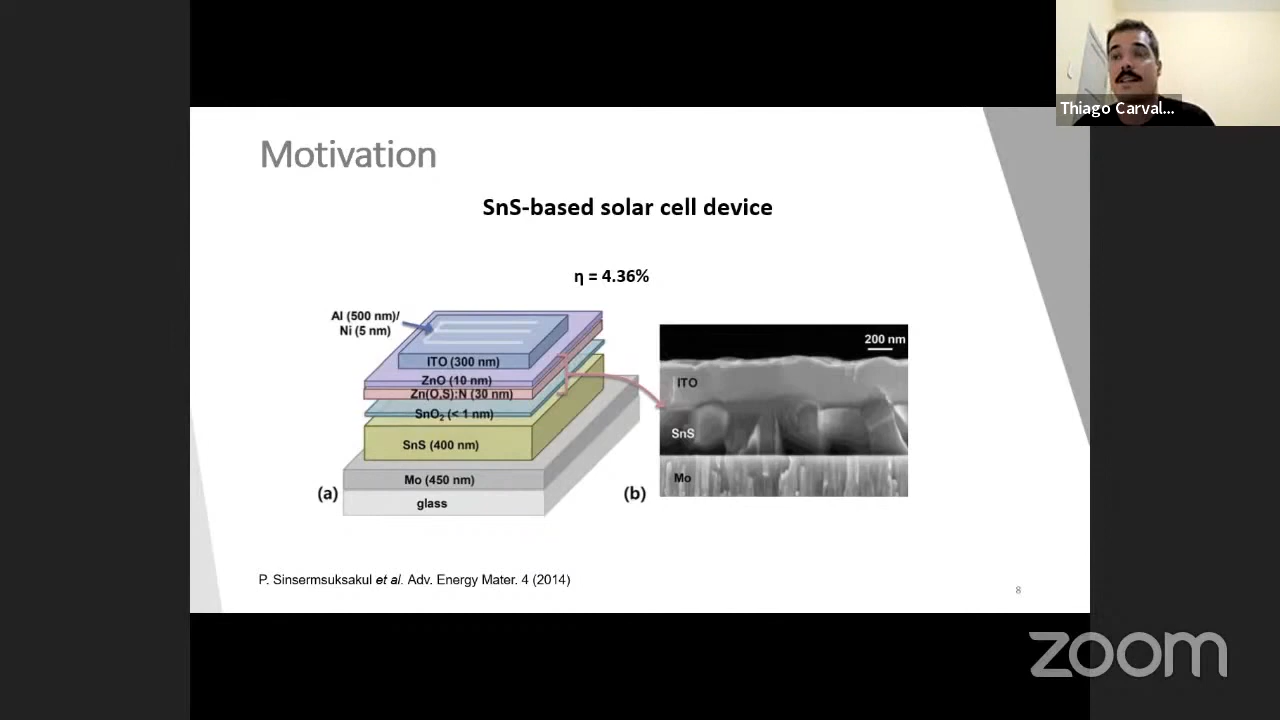 Thiago Carval...
Motivation
SnS-based solar cell device
η = 4.36%
Al (500 nm)/
Ni (5 nm)
ITO (300 nm)
ZnO (10 nm)
Zn(O,S):N (30 nm)
SnO₂ (< 1 nm)
SnS (400 nm)
Mo (450 nm)
glass
(a)
(b)
200 nm
ITO
SnS
Mo
P. Sinsermsuksakul et al. Adv. Energy Mater. 4 (2014)
8
zoom